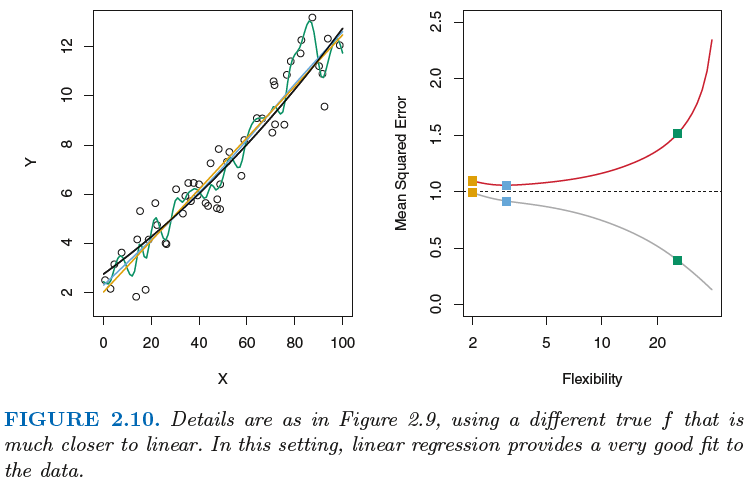 Y
2 4 6 8 10 12
0 20 40 60 80 100
X
Mean Squared Error
0.0 0.5 1.0 1.5 2.0 2.5
2 5 10 20
Flexibility
FIGURE 2.10. Details are as in Figure 2.9, using a different true f that is
much closer to linear. In this setting, linear regression provides a very good fit to
the data.